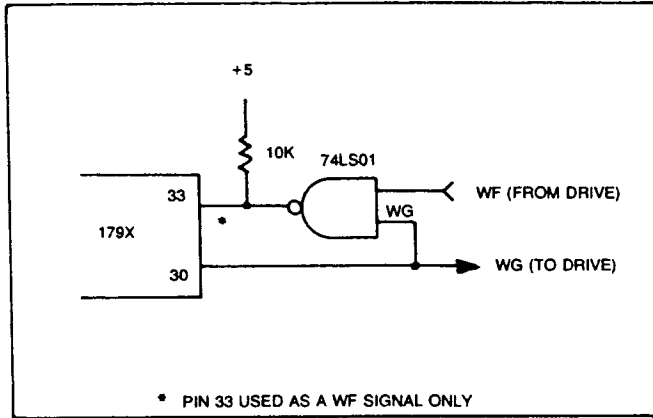 +5
10K
74LS01
33
WF (FROM DRIVE)
WG
*
179X
30
WG (TO DRIVE)
* PIN 33 USED AS A WF SIGNAL ONLY